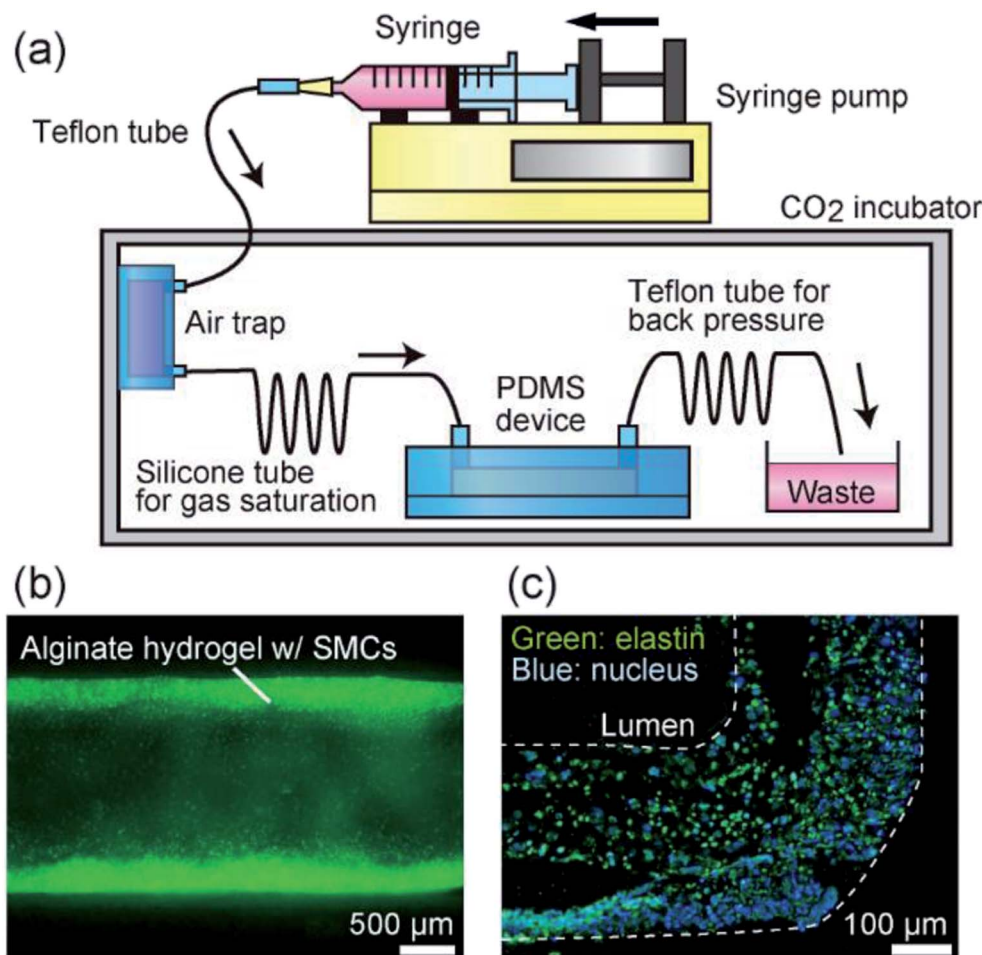 (a)
Syringe
Syringe pump
Teflon tube
CO2 incubator
Air trap
Teflon tube for
back pressure
PDMS
device
Silicone tube
for gas saturation
Waste
(b)
Alginate hydrogel w/ SMCs
500 µm
(c)
Green: elastin
Blue: nucleus
Lumen
100 µm